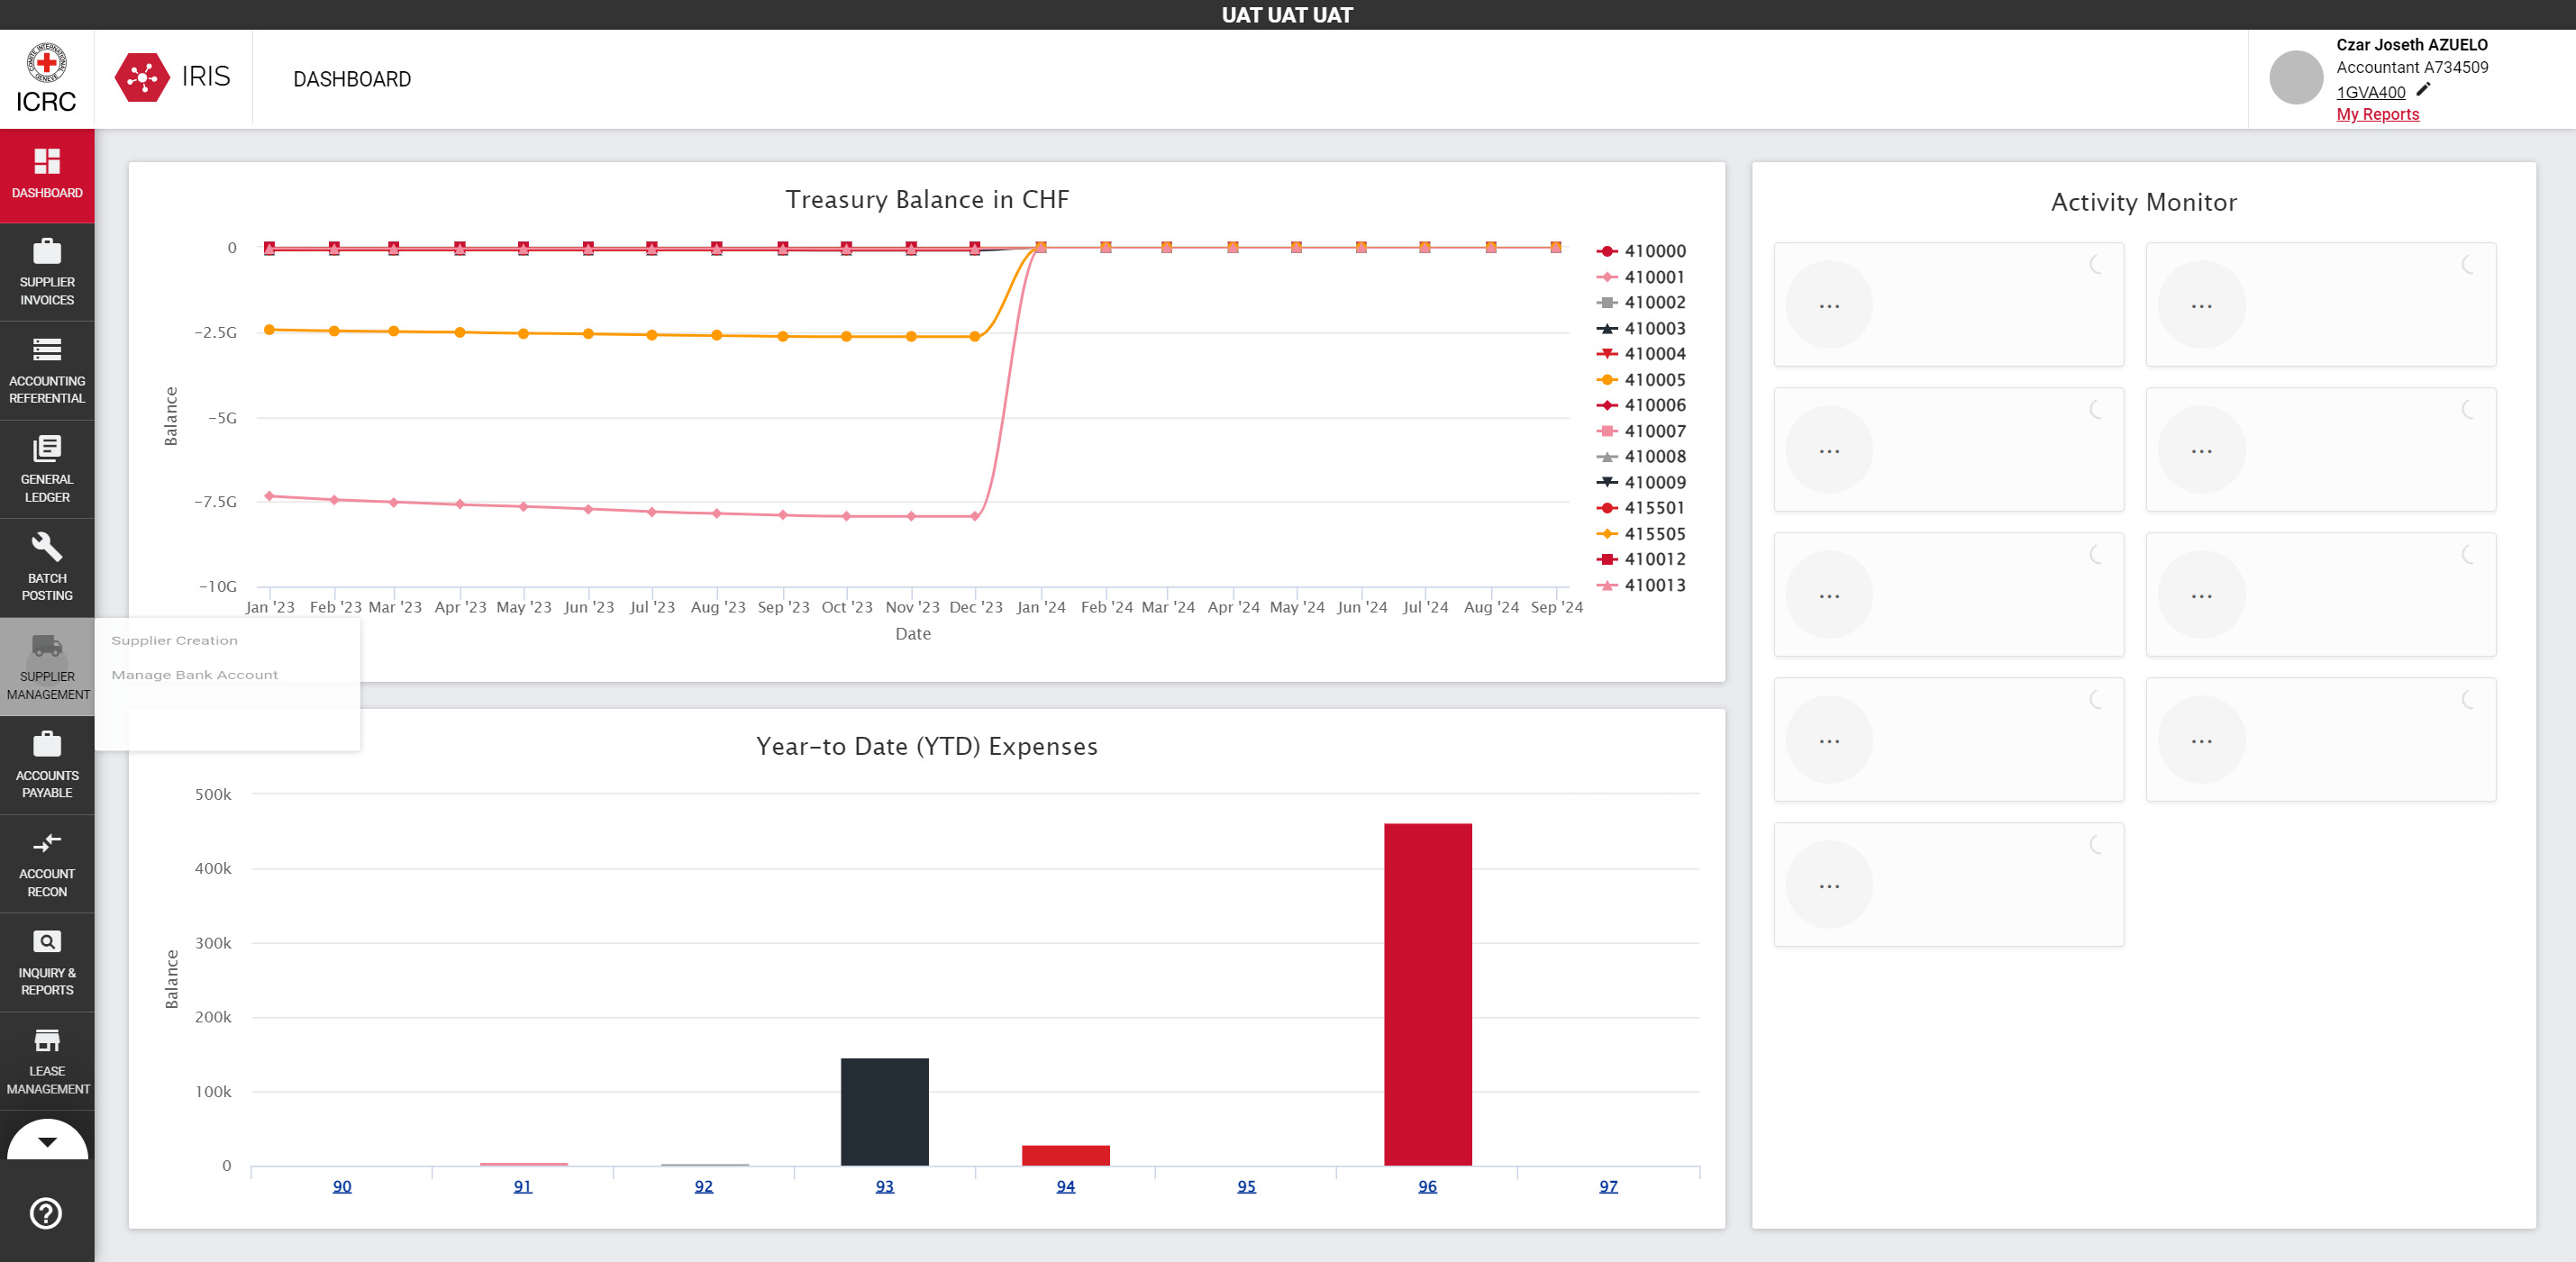 UAT UAT UAT
ICRC
IRIS
DASHBOARD
Czar Joseth AZUELO
Accountant A734509
1GVA400
My Reports
DASHBOARD
SUPPLIER
INVOICES
ACCOUNTING
REFERENTIAL
GENERAL
LEDGER
BATCH
POSTING
SUPPLIER
MANAGEMENT
Supplier Creation
Manage Bank Account
ACCOUNTS
PAYABLE
ACCOUNT
RECON
INQUIRY &
REPORTS
LEASE
MANAGEMENT
Treasury Balance in CHF
Balance
0
-2.5G
-5G
-7.5G
-10G
Jan '23 Feb '23 Mar '23 Apr '23 May '23 Jun '23 Jul '23 Aug '23 Sep '23 Oct '23 Nov '23 Dec '23 Jan '24 Feb '24 Mar '24 Apr '24 May '24 Jun '24 Jul '24 Aug '24 Sep '24
Date
410000
410001
410002
410003
410004
410005
410006
410007
410008
410009
415501
415505
410012
410013
Year-to Date (YTD) Expenses
Balance
500k
400k
300k
200k
100k
0
90 91 92 93 94 95 96 97
Activity Monitor
... ...
... ...
... ...
... ...
...